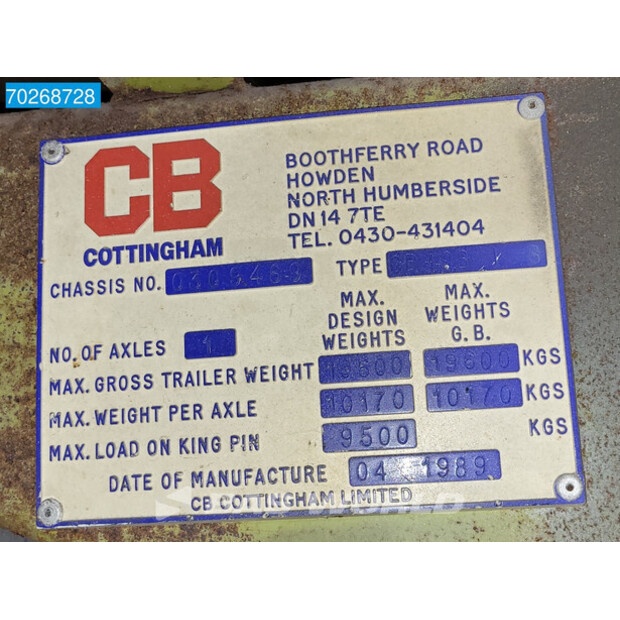 70268728
CB
COTTINGHAM
BOOTHFERRY ROAD
HOWDEN
NORTH HUMBERSIDE
DN14 7TE
TEL. 0430-431404
CHASSIS NO.
TYPE
MAX. DESIGN WEIGHTS
MAX. WEIGHTS G.B.
NO. OF AXLES 1
MAX. GROSS TRAILER WEIGHT 19600 19600 KGS
MAX. WEIGHT PER AXLE 10170 10170 KGS
MAX. LOAD ON KING PIN 9500 KGS
DATE OF MANUFACTURE 04 1989
CB COTTINGHAM LIMITED
WORLD